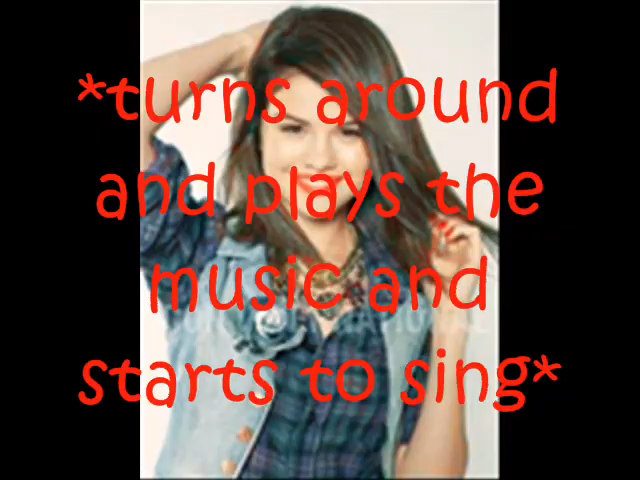 *turns around
and plays the
music and
starts to sing*